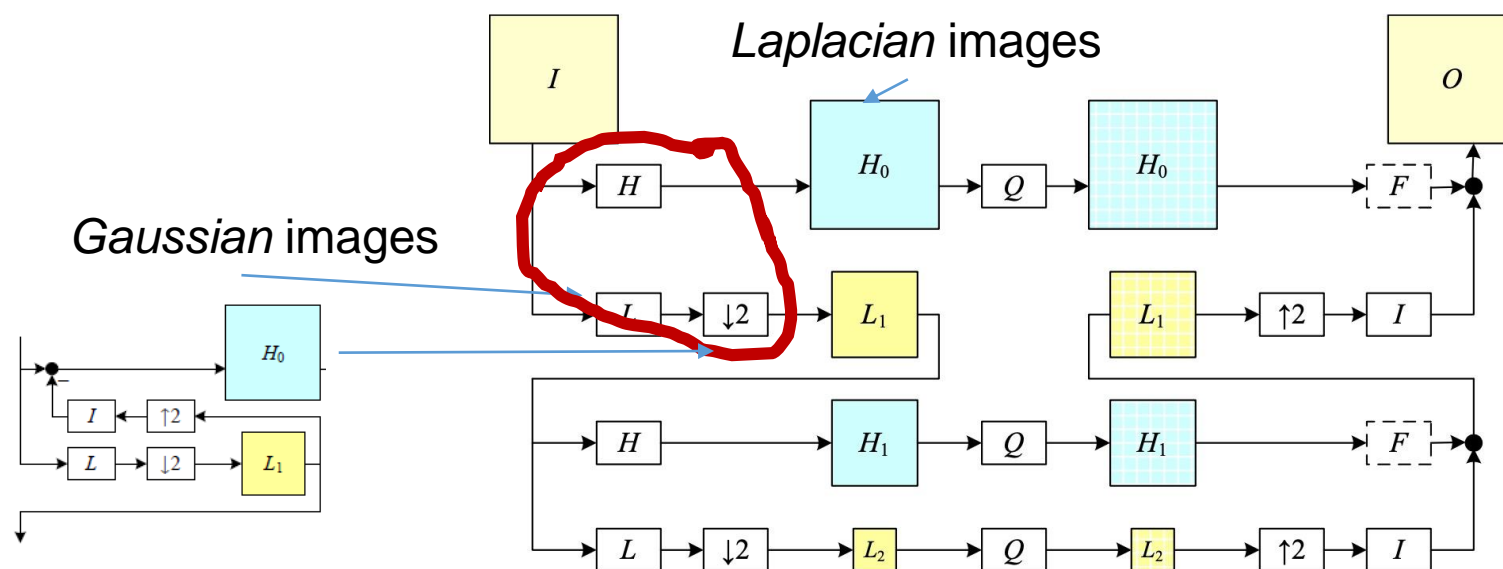 Laplacian images
I
O
H₀
H
Q
H₀
F
Gaussian images
L
↓2
L₁
L₁
↑2
I
H₀
–
I
↑2
L
↓2
L₁
H
H₁
Q
H₁
F
L
↓2
L₂
Q
L₂
↑2
I